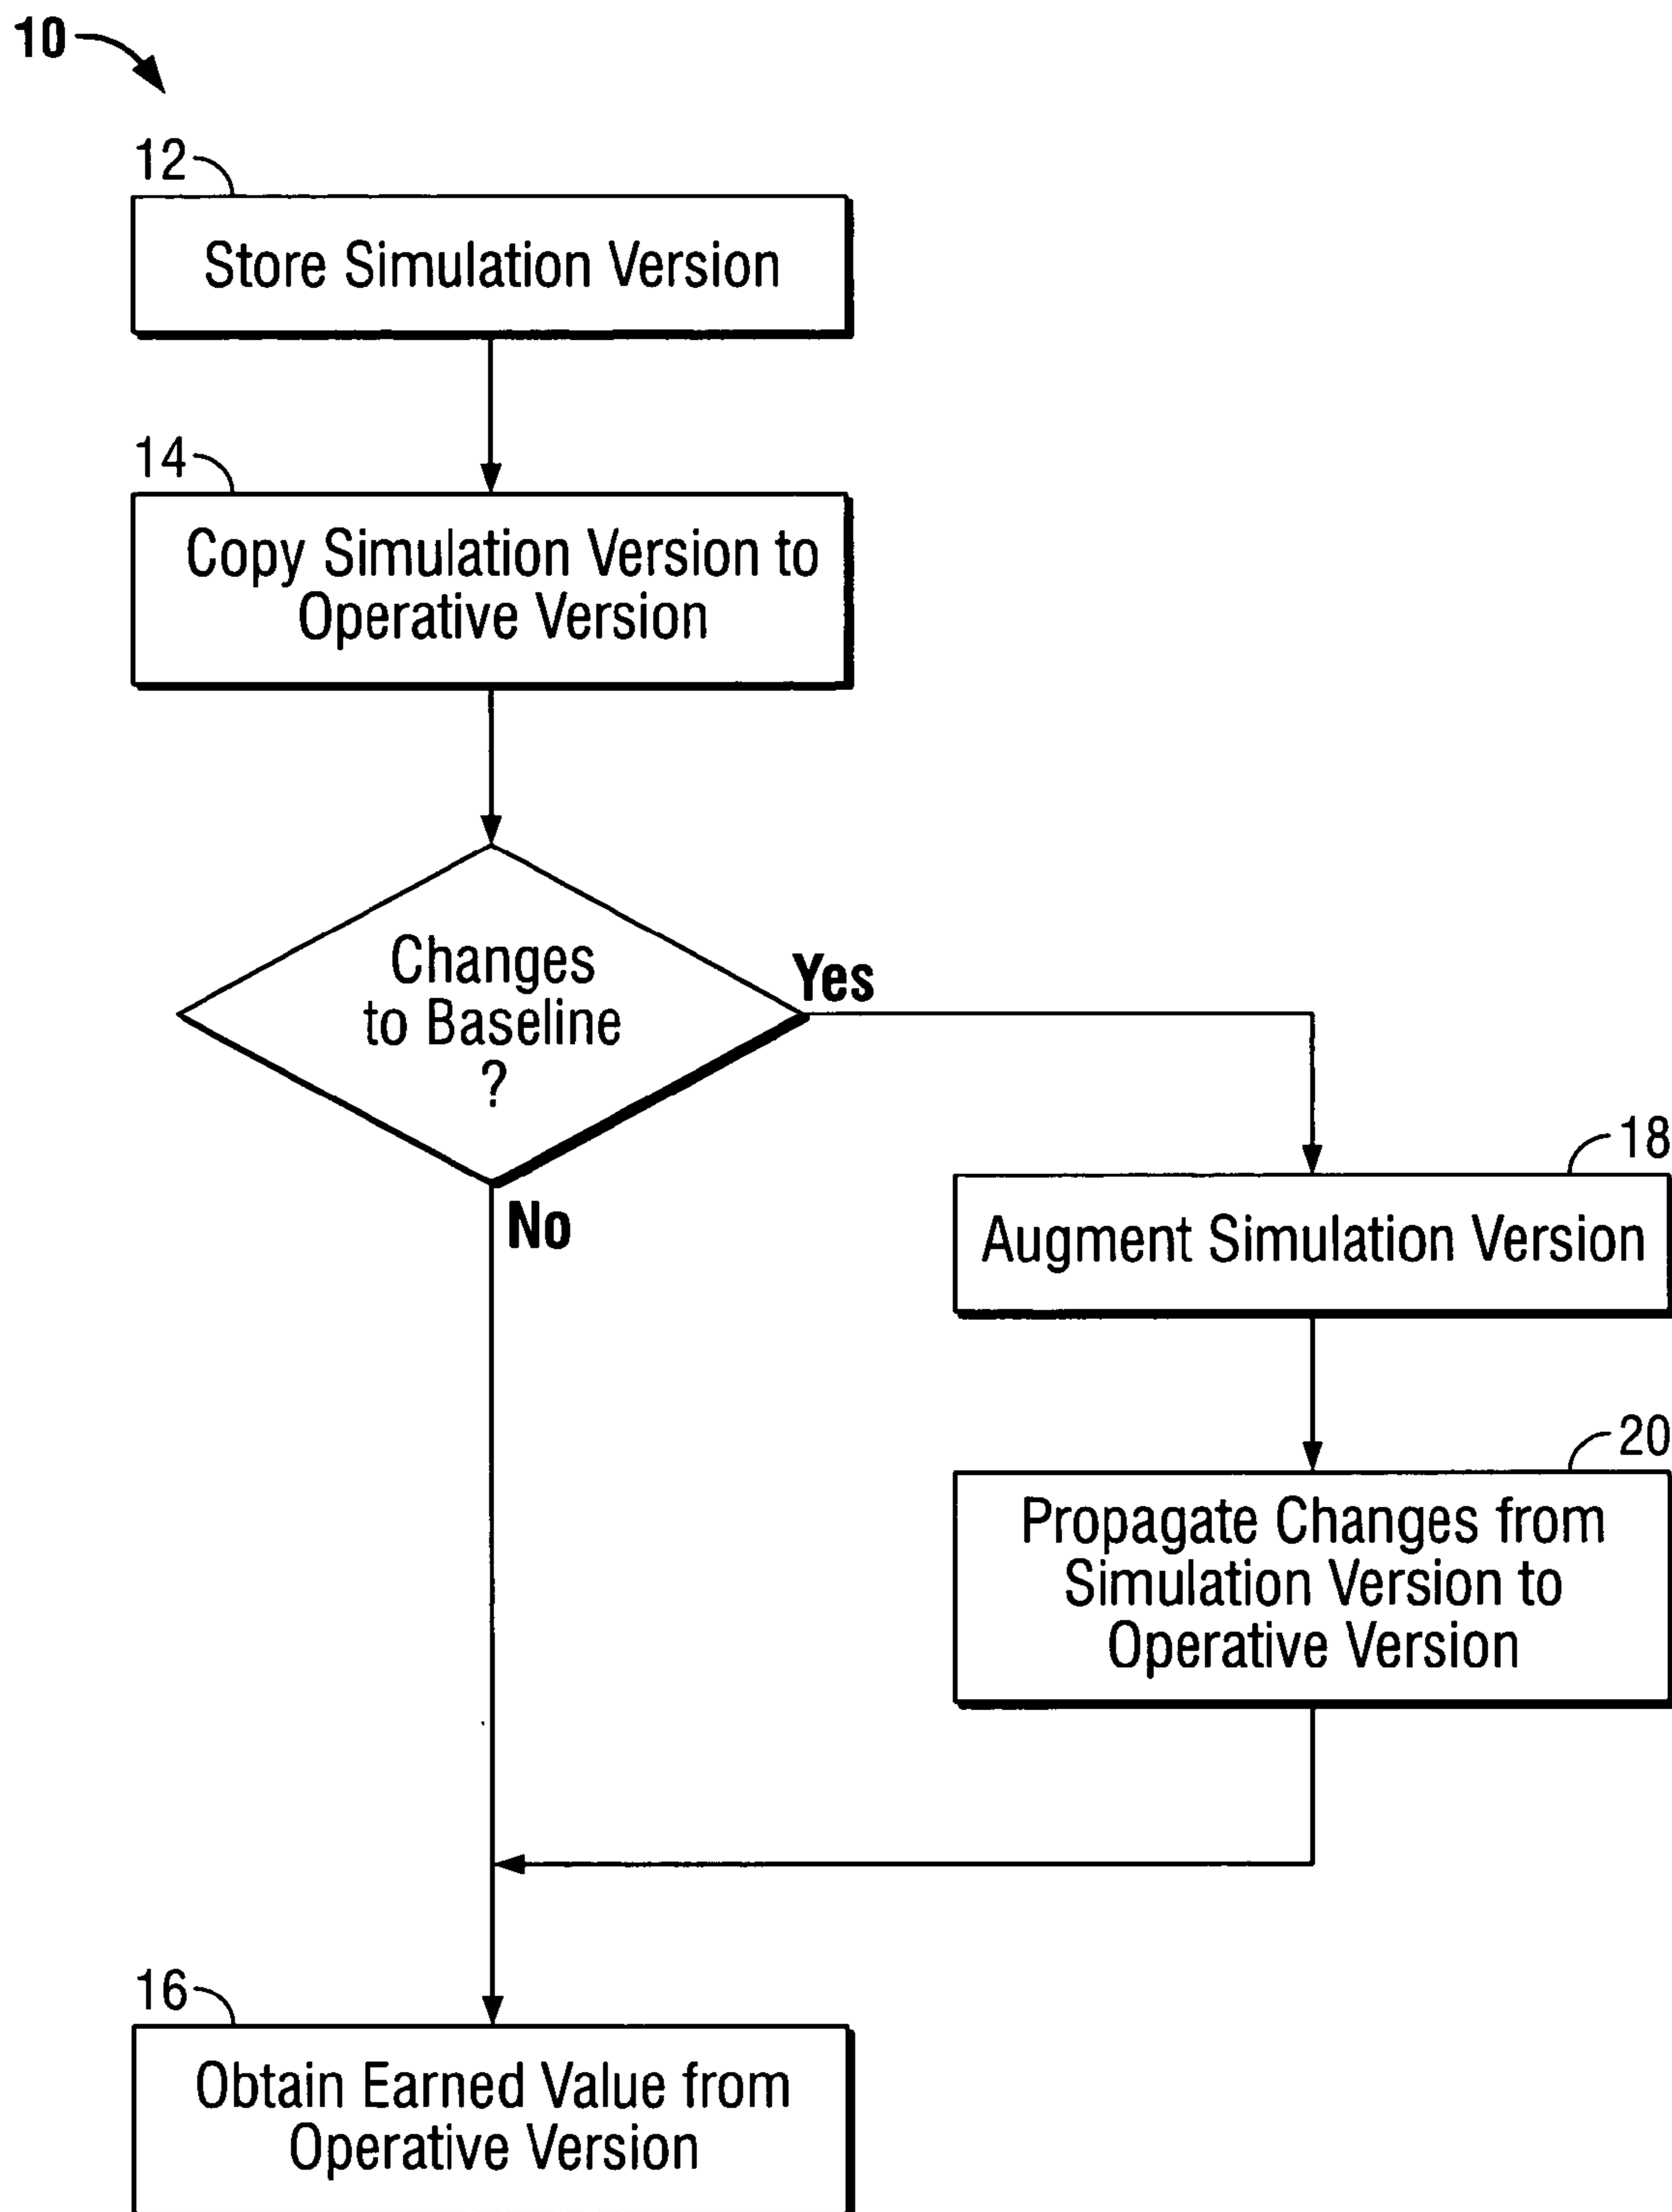 10
12
Store Simulation Version
14
Copy Simulation Version to
Operative Version
Changes
to Baseline
?
Yes
No
18
Augment Simulation Version
20
Propagate Changes from
Simulation Version to
Operative Version
16
Obtain Earned Value from
Operative Version